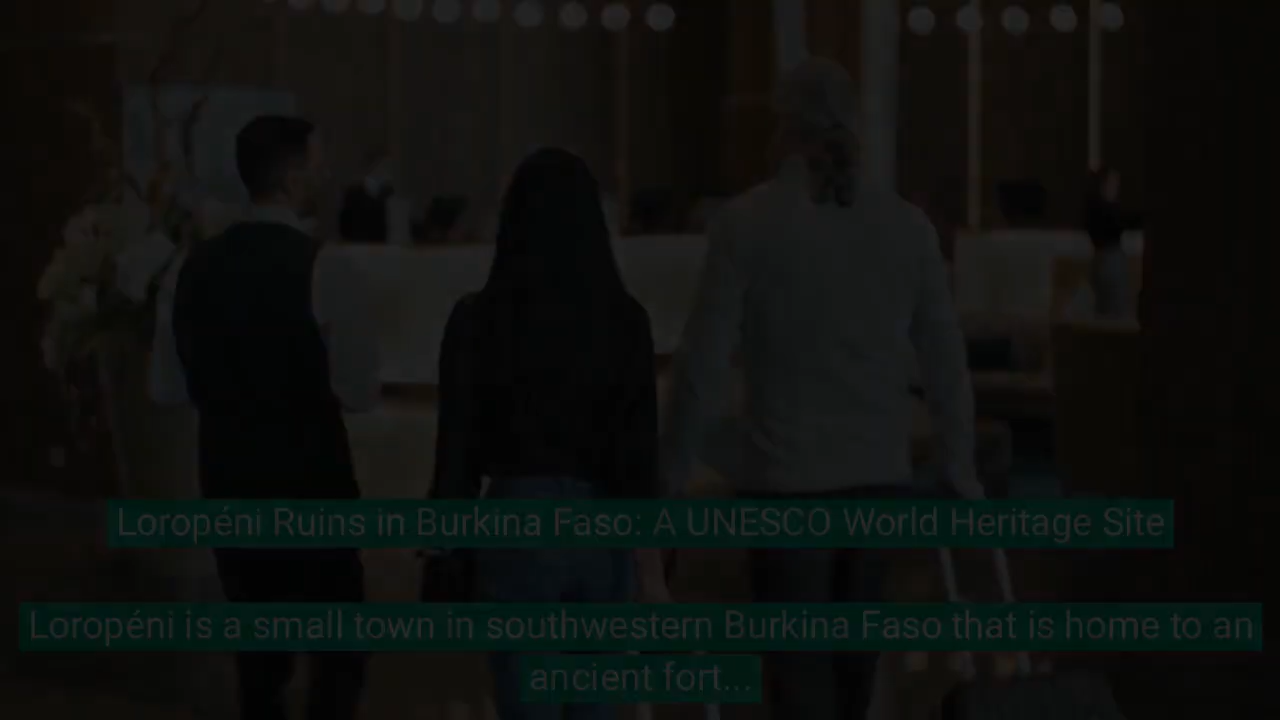 Loropéni Ruins in Burkina Faso: A UNESCO World Heritage Site
Loropéni is a small town in southwestern Burkina Faso that is home to an
ancient fort...